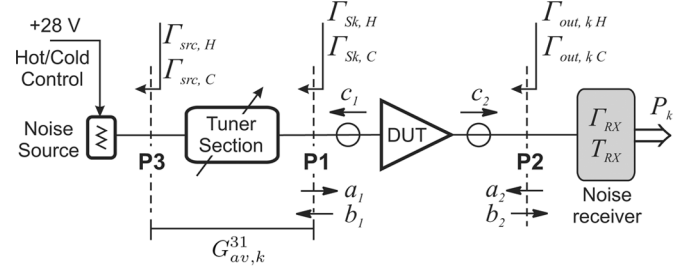 +28 V
Hot/Cold
Control
Noise
Source
Γsrc, H
Γsrc, C
Tuner
Section
ΓSk, H
ΓSk, C
c1
DUT
c2
Γout, k H
Γout, k C
ΓRX
TRX
Pk
Noise
receiver
P3
P1
P2
a1
b1
a2
b2
G31av,k